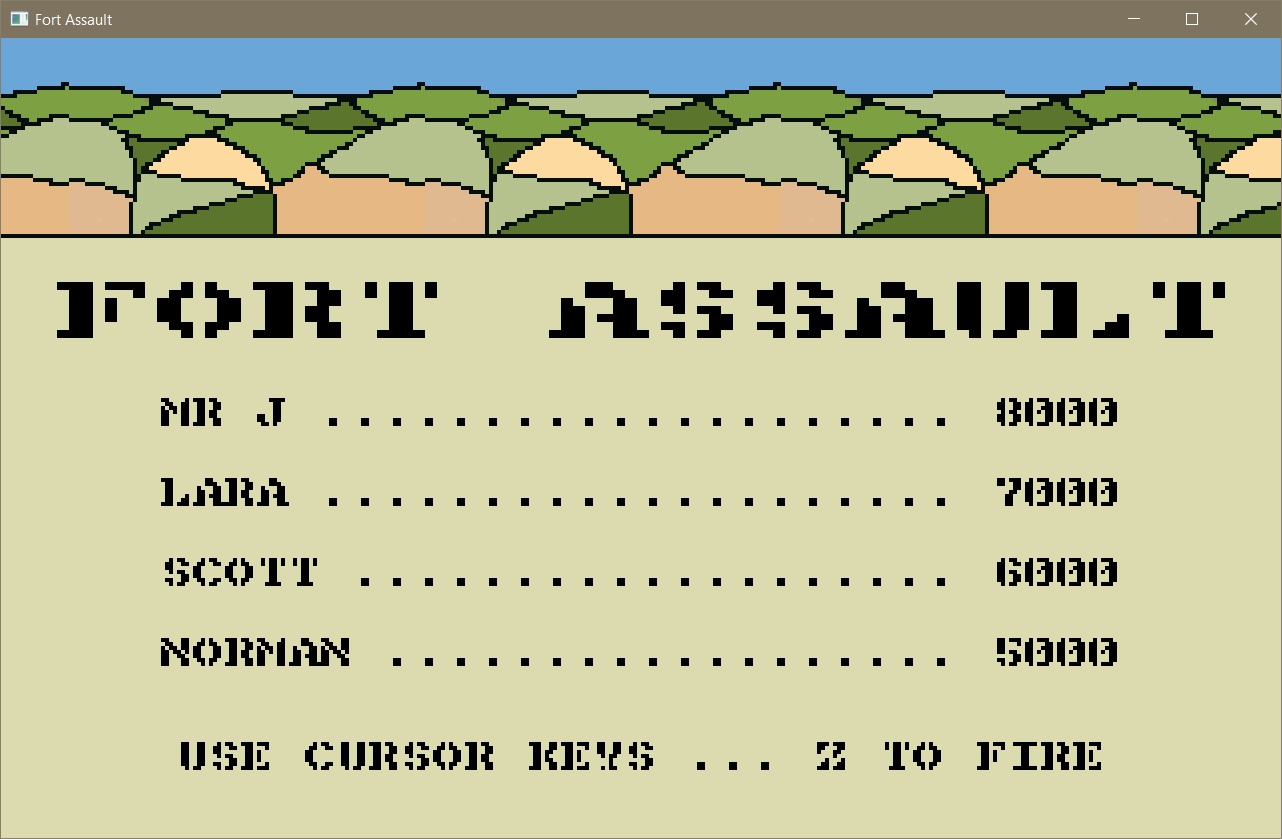 Fort Assault
FORT ASSAULT
MR J .................... 8000
LARA .................... 7000
SCOTT ................... 6000
NORMAN .................. 5000
USE CURSOR KEYS ... Z TO FIRE